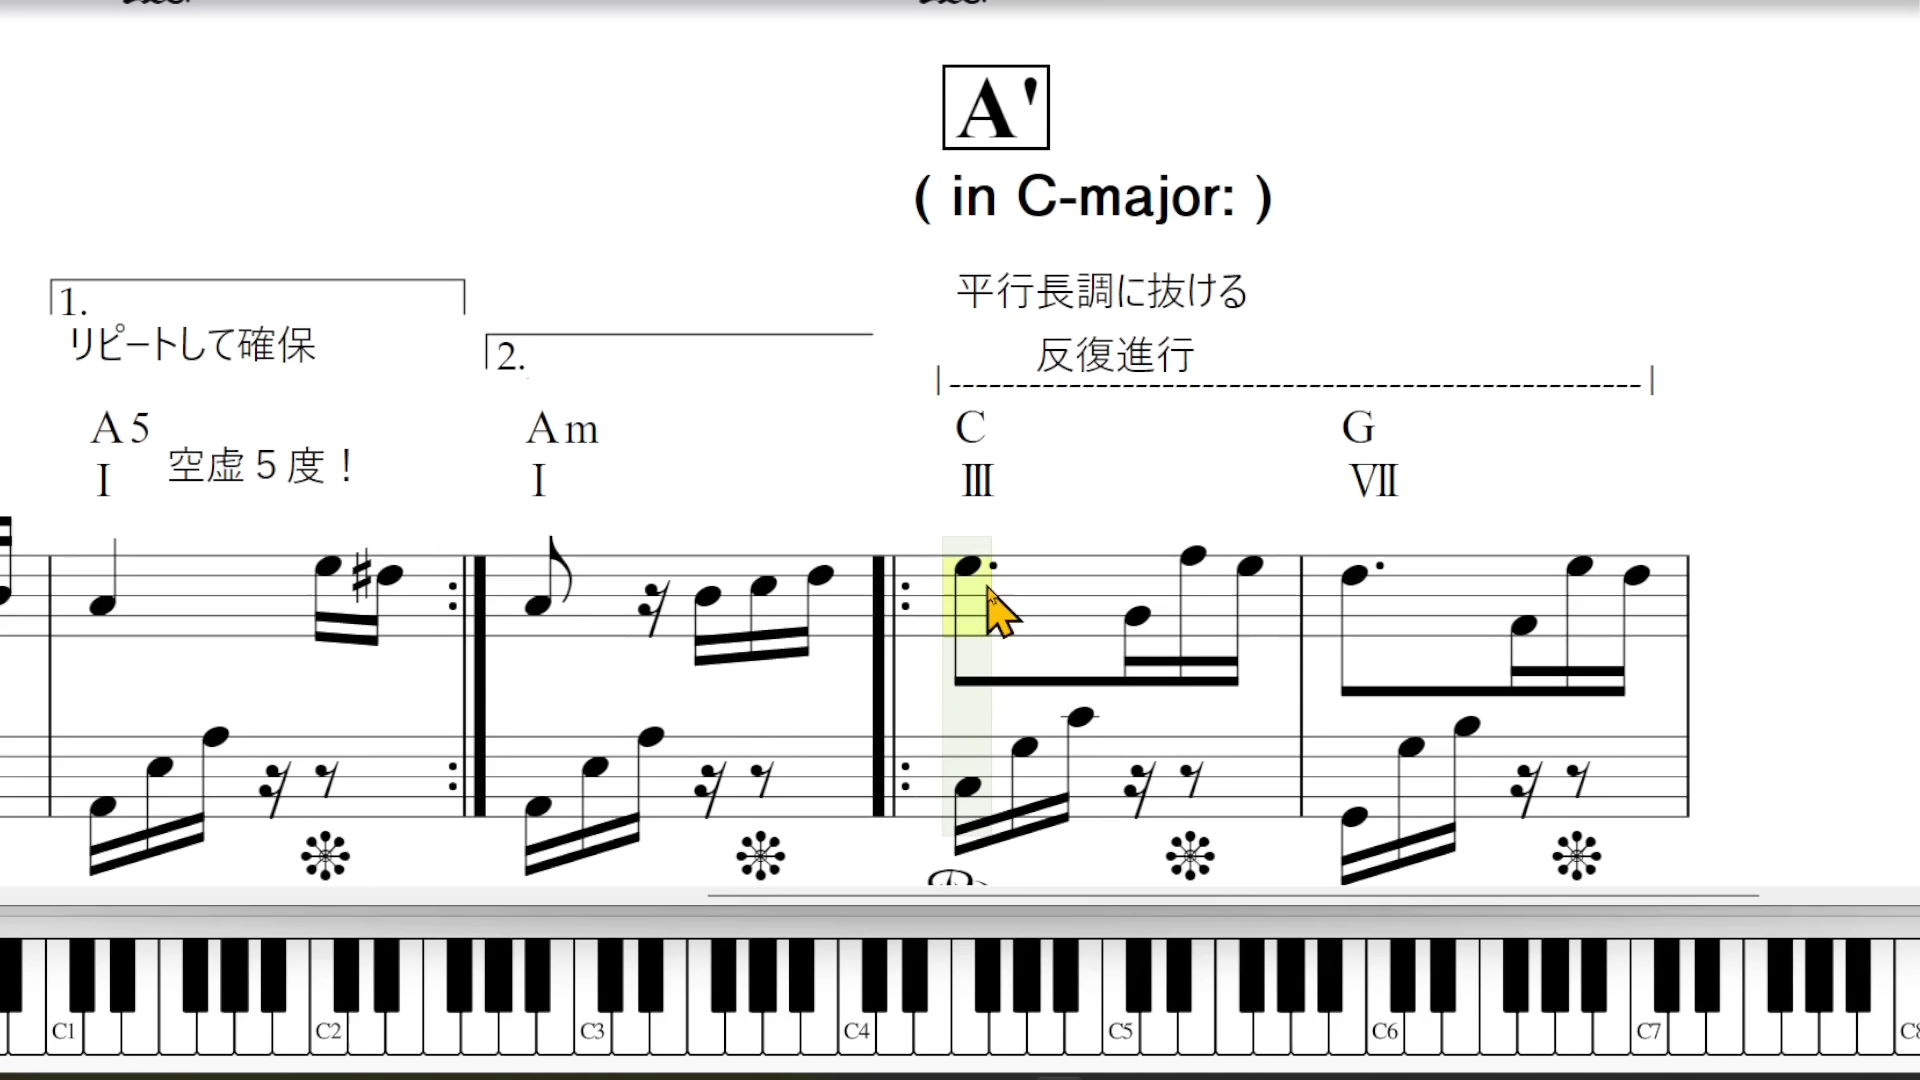 A'
( in C-major: )
平行長調に抜ける
1.
リピートして確保
2.
反復進行
A5 Am C G
I 空虚5度! I III VII
C1 C2 C3 C4 C5 C6 C7 C8